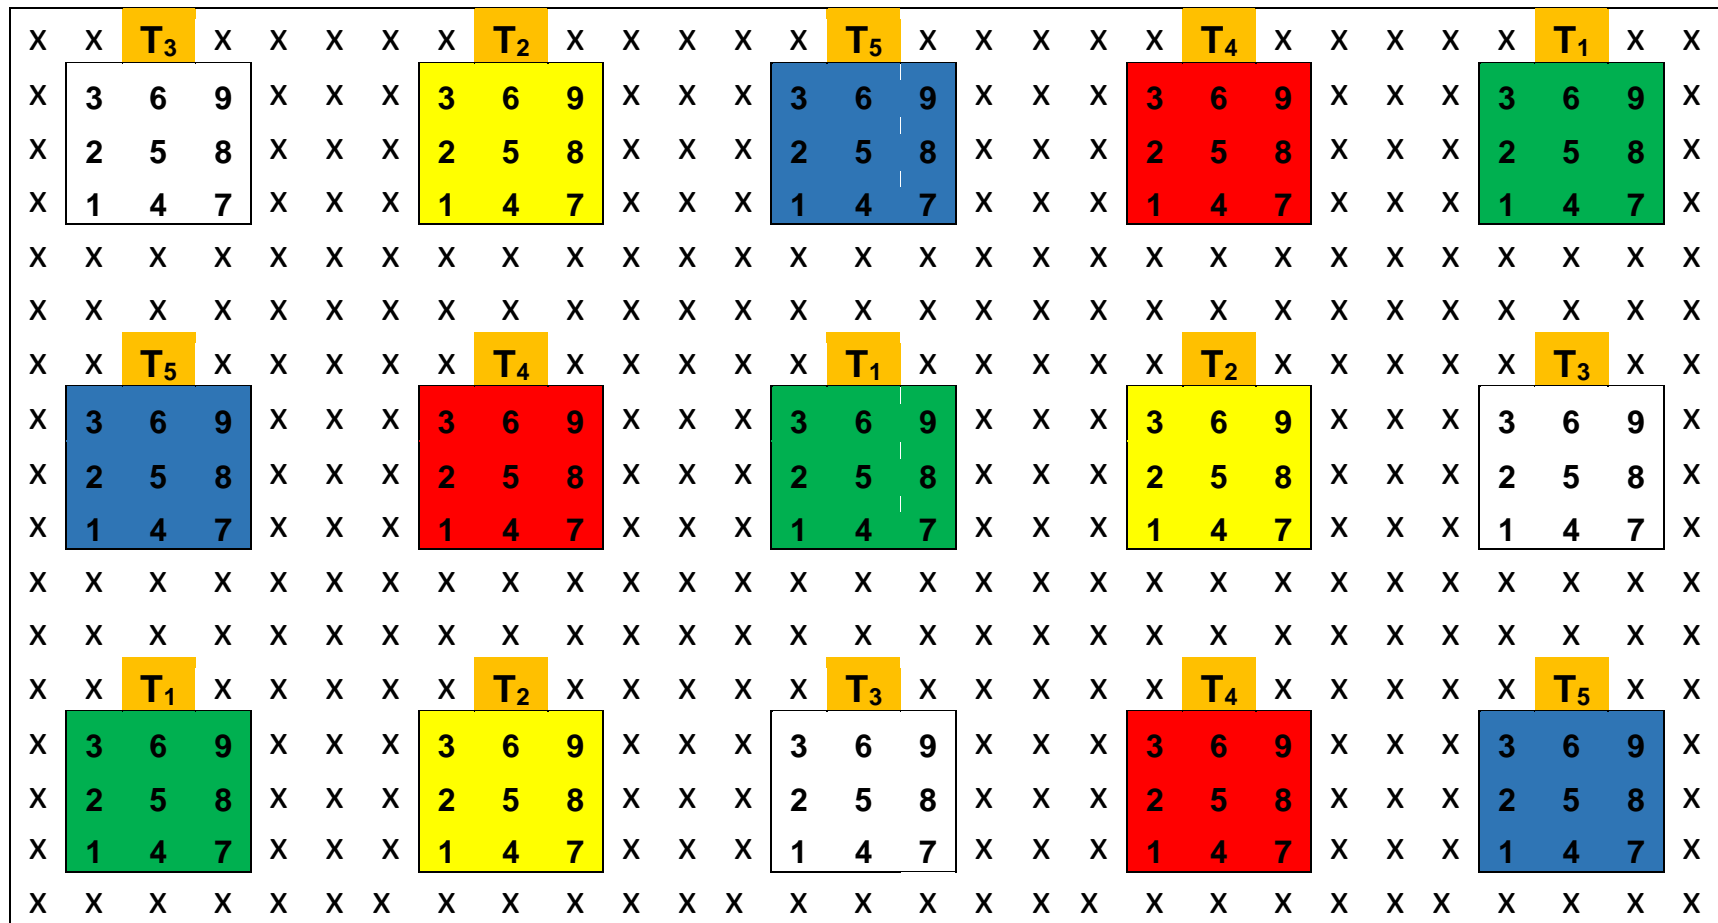 X X T₃ X X X X X T₂ X X X X X T₅ X X X X X T₄ X X X X X T₁ X X
X 3 6 9 X X X 3 6 9 X X X 3 6 9 X X X 3 6 9 X X X 3 6 9 X
X 2 5 8 X X X 2 5 8 X X X 2 5 8 X X X 2 5 8 X X X 2 5 8 X
X 1 4 7 X X X 1 4 7 X X X 1 4 7 X X X 1 4 7 X X X 1 4 7 X
X X X X X X X X X X X X X X X X X X X X X X X X X X X X X
X X X X X X X X X X X X X X X X X X X X X X X X X X X X X
X X T₅ X X X X X T₄ X X X X X T₁ X X X X X T₂ X X X X X T₃ X X
X 3 6 9 X X X 3 6 9 X X X 3 6 9 X X X 3 6 9 X X X 3 6 9 X
X 2 5 8 X X X 2 5 8 X X X 2 5 8 X X X 2 5 8 X X X 2 5 8 X
X 1 4 7 X X X 1 4 7 X X X 1 4 7 X X X 1 4 7 X X X 1 4 7 X
X X X X X X X X X X X X X X X X X X X X X X X X X X X X X
X X X X X X X X X X X X X X X X X X X X X X X X X X X X X
X X T₁ X X X X X T₂ X X X X X T₃ X X X X X T₄ X X X X X T₅ X X
X 3 6 9 X X X 3 6 9 X X X 3 6 9 X X X 3 6 9 X X X 3 6 9 X
X 2 5 8 X X X 2 5 8 X X X 2 5 8 X X X 2 5 8 X X X 2 5 8 X
X 1 4 7 X X X 1 4 7 X X X 1 4 7 X X X 1 4 7 X X X 1 4 7 X
X X X X X X X X X X X X X X X X X X X X X X X X X X X X X